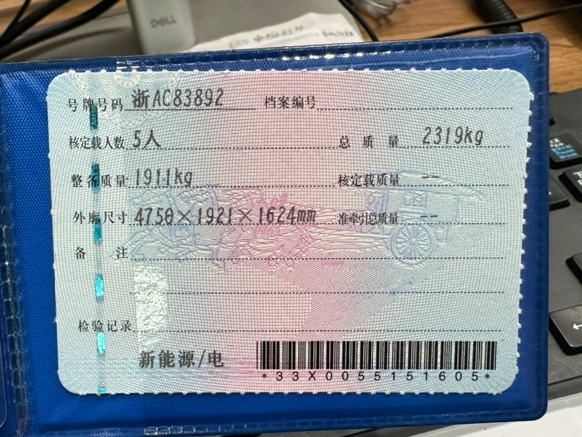 DELL
号牌号码 浙AC83892 档案编号
核定载人数 5人 总质量 2319kg
整备质量 1911kg 核定载质量 --
外廓尺寸 4750×1921×1624mm 准牵引总质量 --
备注
检验记录
新能源/电
*33X0055151605*